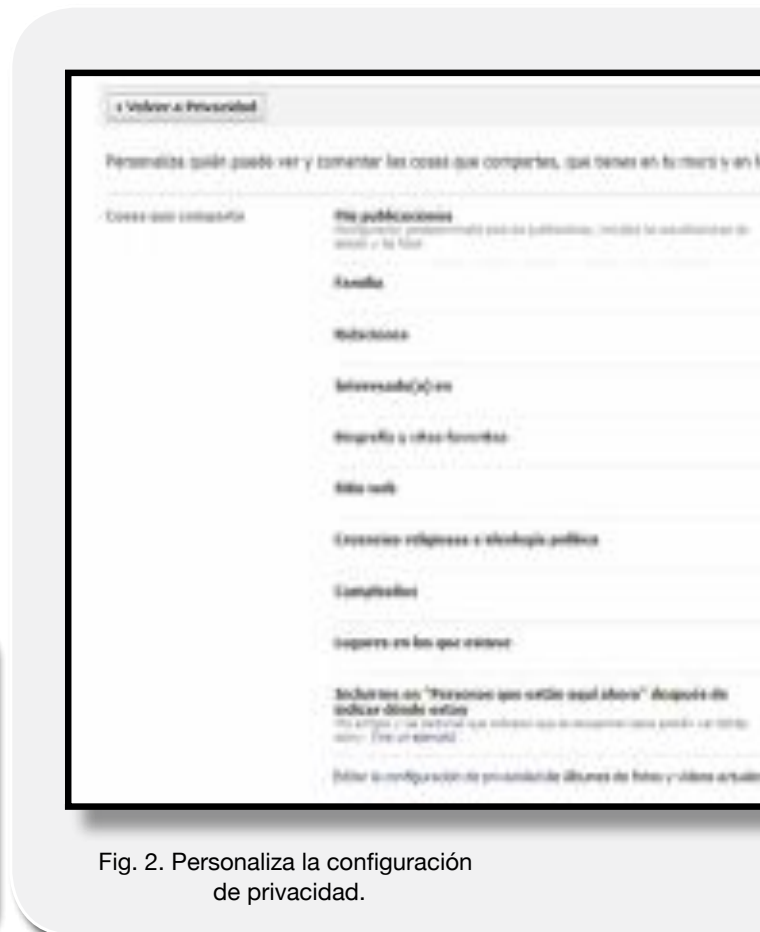 ‹ Volver a Privacidad
Personaliza quién puede ver y comentar las cosas que compartes, que tienes en tu muro y en
Cosas que comparto
Mis publicaciones
Familia
Relaciones
Interesado(a) en
Biografía y citas favoritas
Sitio web
Creencias religiosas e ideología política
Cumpleaños
Lugares en los que estuve
Incluirme en "Personas que están aquí ahora" después de
indicar dónde estoy
Editar la configuración de privacidad de álbumes de fotos y videos
Fig. 2. Personaliza la configuración
de privacidad.